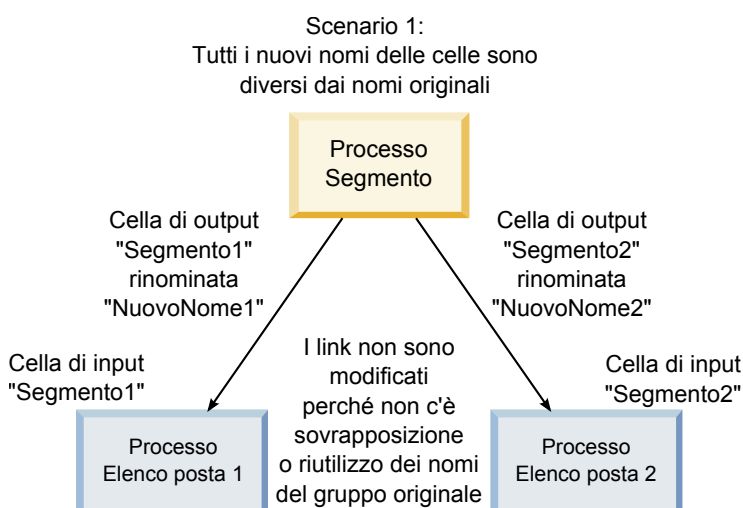 Scenario 1:
Tutti i nuovi nomi delle celle sono
diversi dai nomi originali
Processo
Segmento
Cella di output
"Segmento1"
rinominata
"NuovoNome1"
Cella di output
"Segmento2"
rinominata
"NuovoNome2"
Cella di input
"Segmento1"
I link non sono
modificati
perché non c'è
sovrapposizione
o riutilizzo dei nomi
del gruppo originale
Cella di input
"Segmento2"
Processo
Elenco posta 1
Processo
Elenco posta 2